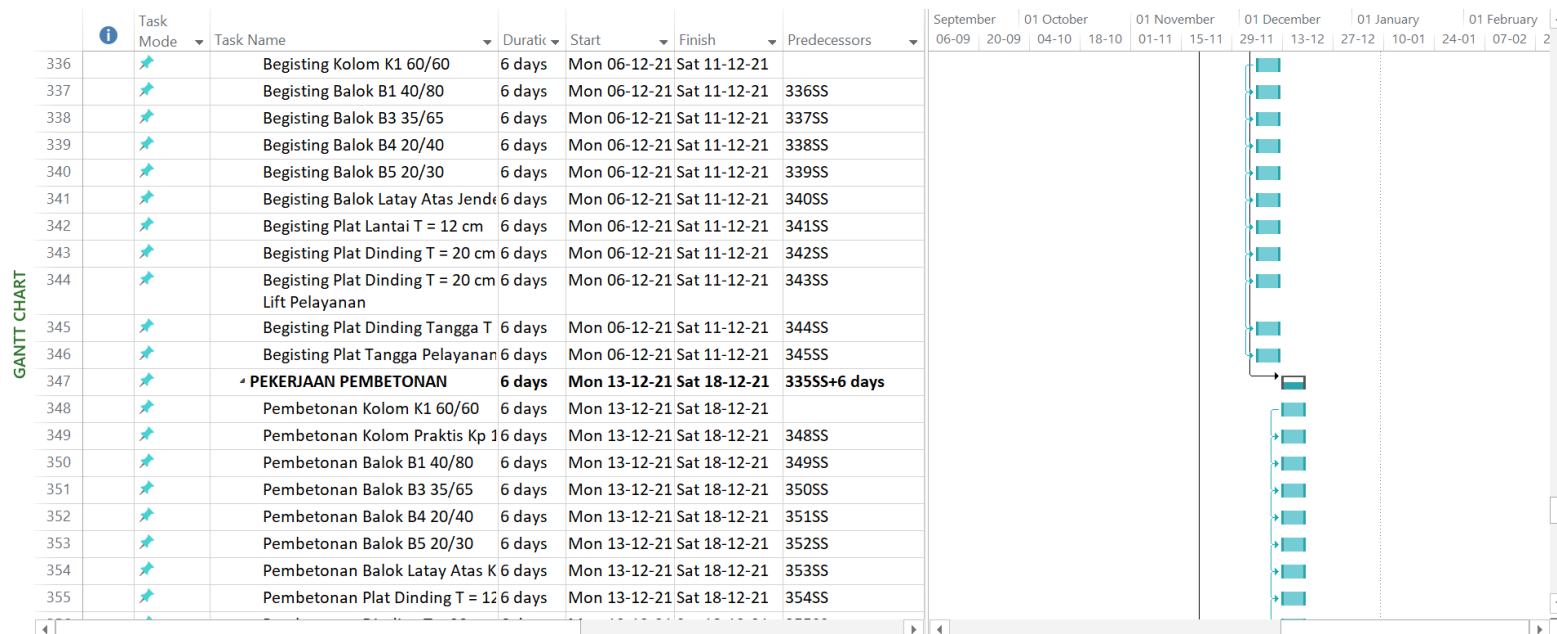 Task
Mode Task Name Duratic Start Finish Predecessors
September 01 October 01 November 01 December 01 January 01 February
06-09 20-09 04-10 18-10 01-11 15-11 29-11 13-12 27-12 10-01 24-01 07-02 2
GANTT CHART
336 Begisting Kolom K1 60/60 6 days Mon 06-12-21 Sat 11-12-21
337 Begisting Balok B1 40/80 6 days Mon 06-12-21 Sat 11-12-21 336SS
338 Begisting Balok B3 35/65 6 days Mon 06-12-21 Sat 11-12-21 337SS
339 Begisting Balok B4 20/40 6 days Mon 06-12-21 Sat 11-12-21 338SS
340 Begisting Balok B5 20/30 6 days Mon 06-12-21 Sat 11-12-21 339SS
341 Begisting Balok Latay Atas Jende 6 days Mon 06-12-21 Sat 11-12-21 340SS
342 Begisting Plat Lantai T = 12 cm 6 days Mon 06-12-21 Sat 11-12-21 341SS
343 Begisting Plat Dinding T = 20 cm 6 days Mon 06-12-21 Sat 11-12-21 342SS
344 Begisting Plat Dinding T = 20 cm 6 days Mon 06-12-21 Sat 11-12-21 343SS
Lift Pelayanan
345 Begisting Plat Dinding Tangga T 6 days Mon 06-12-21 Sat 11-12-21 344SS
346 Begisting Plat Tangga Pelayanan 6 days Mon 06-12-21 Sat 11-12-21 345SS
347 PEKERJAAN PEMBETONAN 6 days Mon 13-12-21 Sat 18-12-21 335SS+6 days
348 Pembetonan Kolom K1 60/60 6 days Mon 13-12-21 Sat 18-12-21
349 Pembetonan Kolom Praktis Kp 1 6 days Mon 13-12-21 Sat 18-12-21 348SS
350 Pembetonan Balok B1 40/80 6 days Mon 13-12-21 Sat 18-12-21 349SS
351 Pembetonan Balok B3 35/65 6 days Mon 13-12-21 Sat 18-12-21 350SS
352 Pembetonan Balok B4 20/40 6 days Mon 13-12-21 Sat 18-12-21 351SS
353 Pembetonan Balok B5 20/30 6 days Mon 13-12-21 Sat 18-12-21 352SS
354 Pembetonan Balok Latay Atas K 6 days Mon 13-12-21 Sat 18-12-21 353SS
355 Pembetonan Plat Dinding T = 12 6 days Mon 13-12-21 Sat 18-12-21 354SS